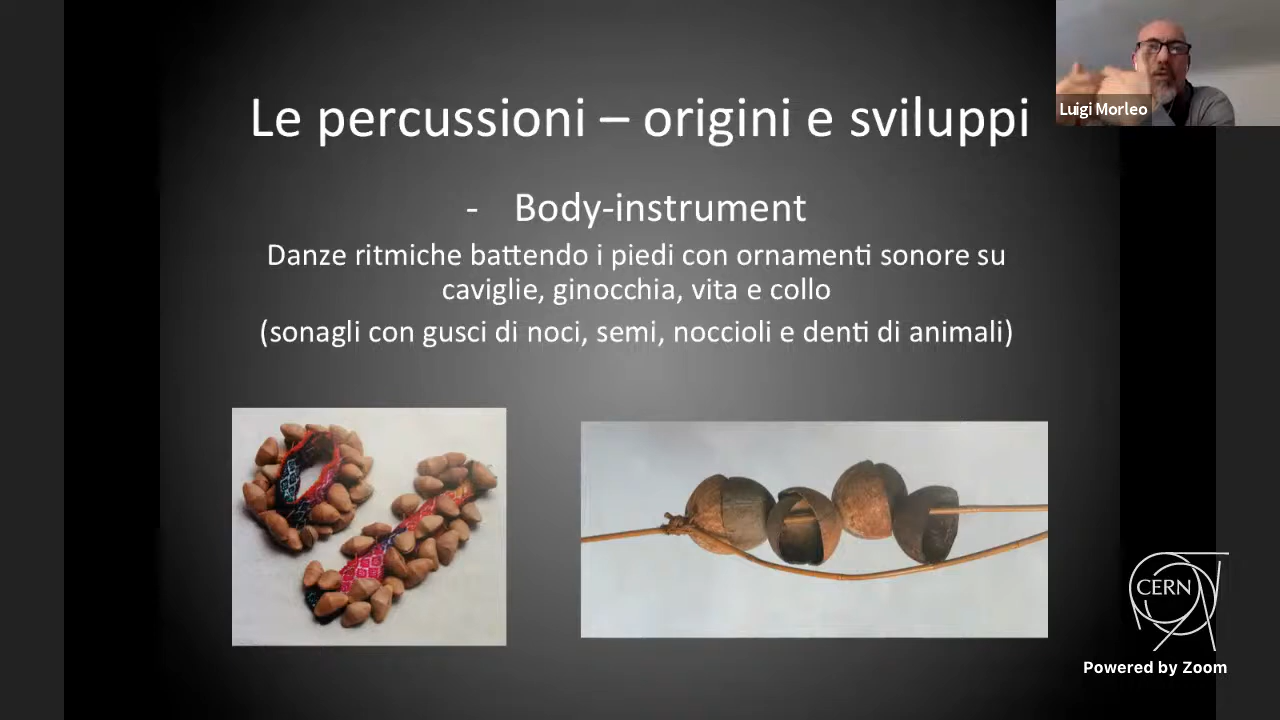 Le percussioni – origini e sviluppi
Luigi Morleo
- Body-instrument
Danze ritmiche battendo i piedi con ornamenti sonore su
caviglie, ginocchia, vita e collo
(sonagli con gusci di noci, semi, noccioli e denti di animali)
CERN
Powered by Zoom